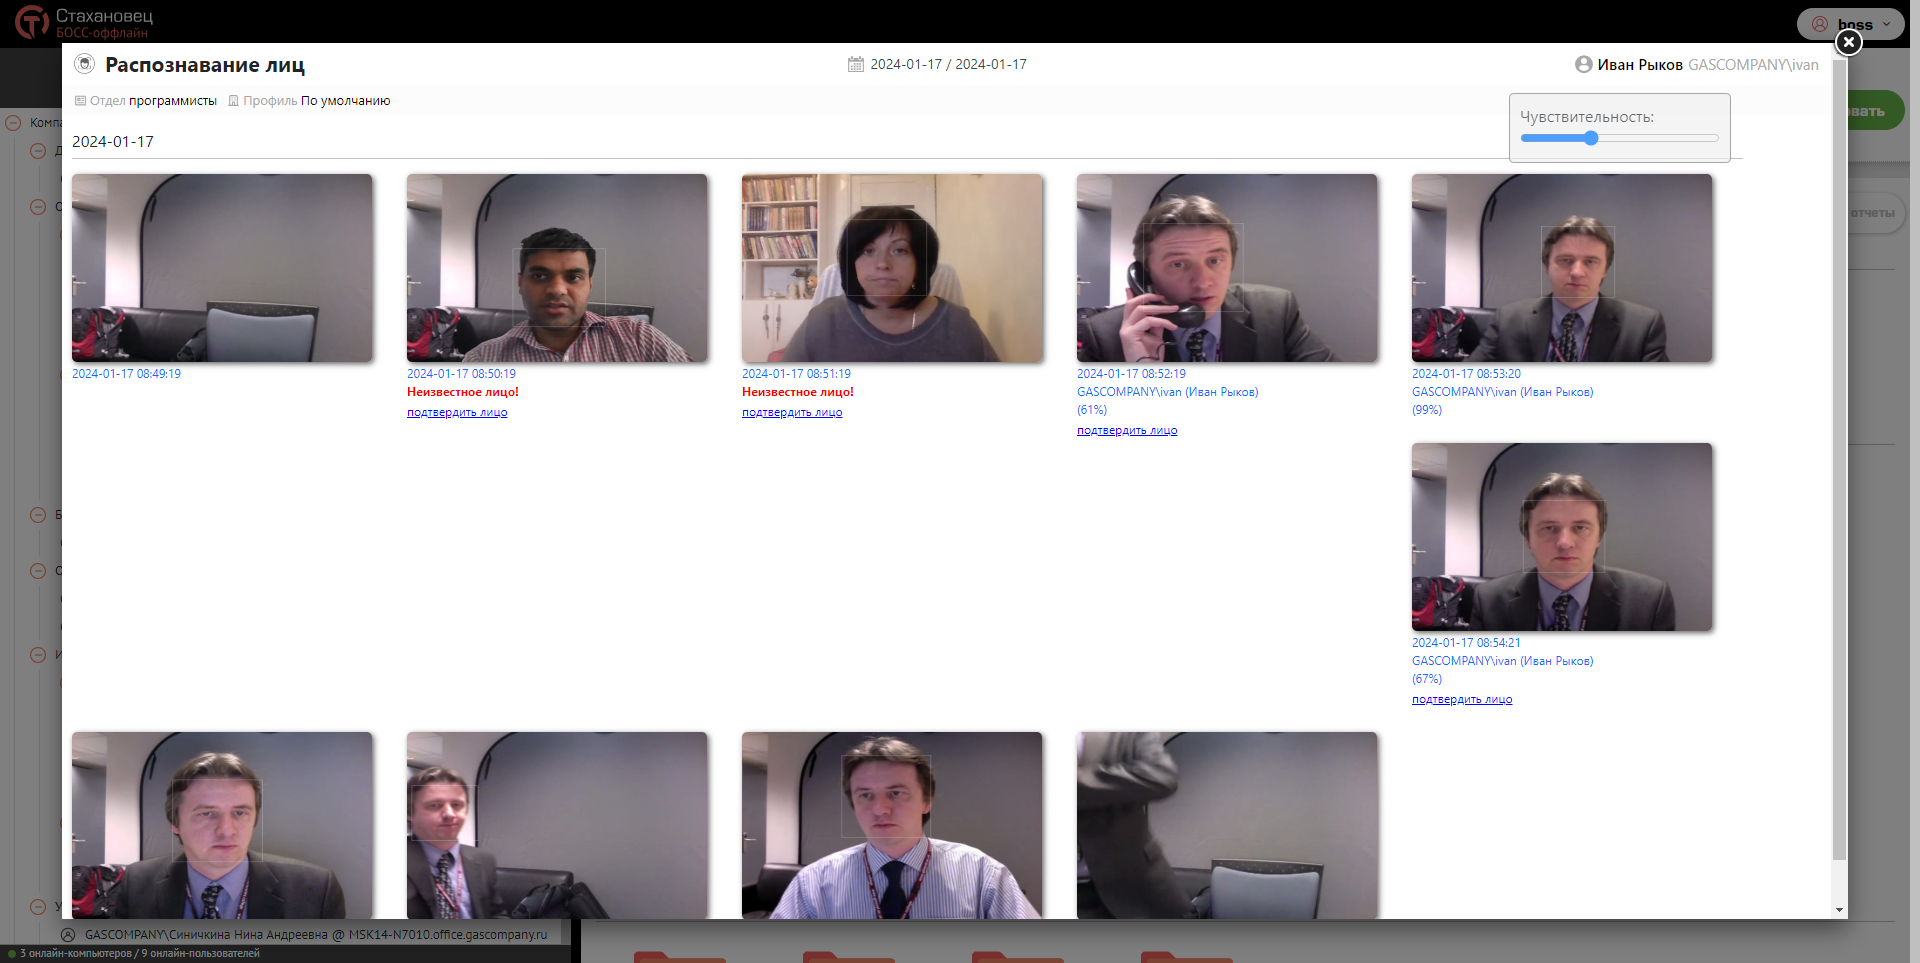 Стахановец
БОСС-оффлайн
boss
Распознавание лиц
2024-01-17 / 2024-01-17
Иван Рыков GASCOMPANY\ivan
Отдел программисты Профиль По умолчанию
Чувствительность:
2024-01-17
2024-01-17 08:49:19
2024-01-17 08:50:19
Неизвестное лицо!
подтвердить лицо
2024-01-17 08:51:19
Неизвестное лицо!
подтвердить лицо
2024-01-17 08:52:19
GASCOMPANY\ivan (Иван Рыков)
(61%)
подтвердить лицо
2024-01-17 08:53:20
GASCOMPANY\ivan (Иван Рыков)
(99%)
2024-01-17 08:54:21
GASCOMPANY\ivan (Иван Рыков)
(67%)
подтвердить лицо
отчеты
GASCOMPANY\Синичкина Нина Андреевна @ MSK14-N7010.office.gascompany.ru
3 онлайн-компьютеров / 9 онлайн-пользователей